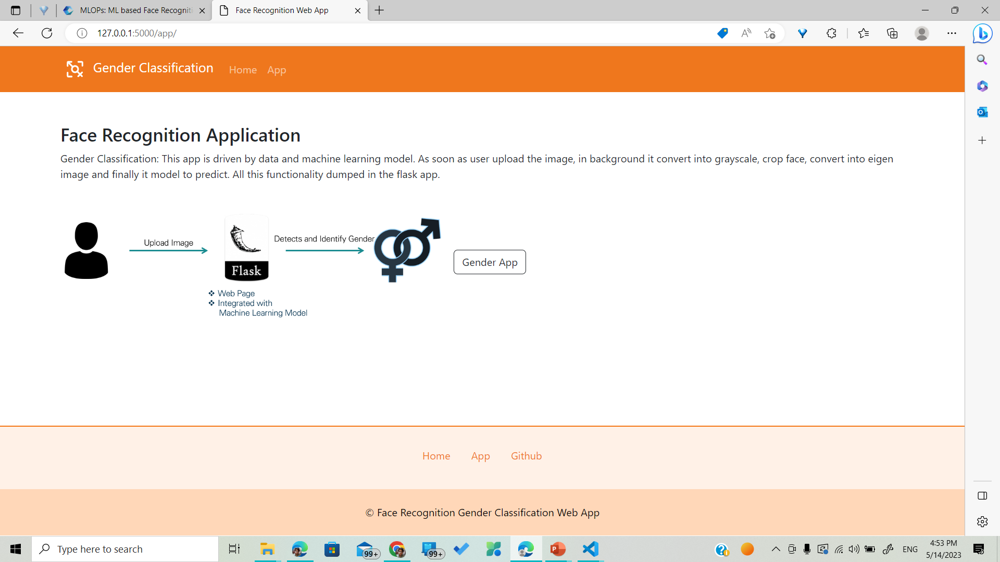 MLOPs: ML based Face Recogniti
Face Recognition Web App
127.0.0.1:5000/app/
Gender Classification
Home
App
Face Recognition Application
Gender Classification: This app is driven by data and machine learning model. As soon as user upload the image, in background it convert into grayscale, crop face, convert into eigen
image and finally it model to predict. All this functionality dumped in the flask app.
Upload Image
Flask
Detects and Identify Gender
Gender App
❖ Web Page
❖ Integrated with
Machine Learning Model
Home
App
Github
© Face Recognition Gender Classification Web App
Type here to search
99+
99+
ENG
4:53 PM
5/14/2023